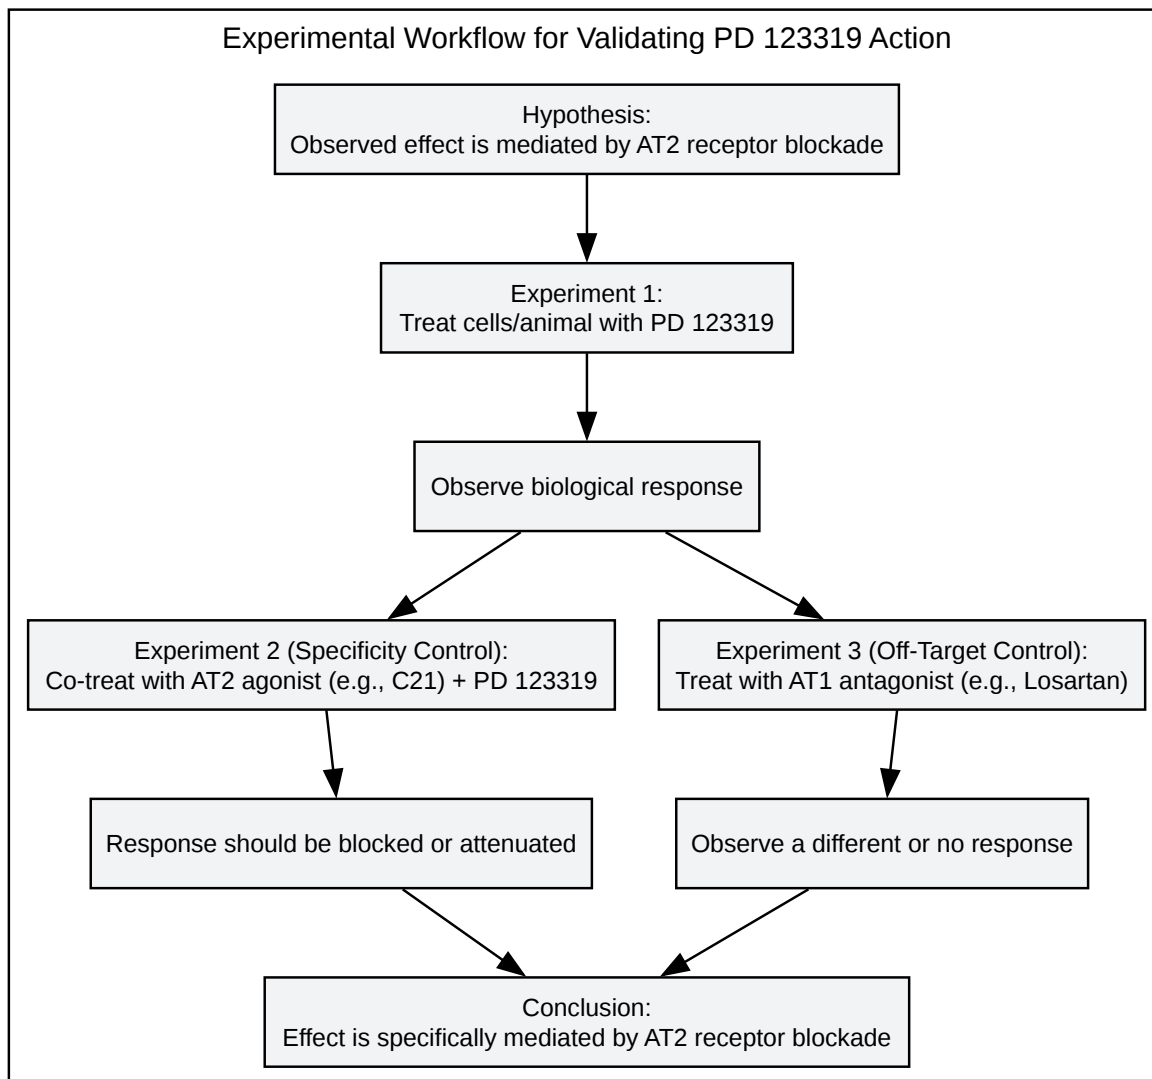 Experimental Workflow for Validating PD 123319 Action
Hypothesis:
Observed effect is mediated by AT2 receptor blockade
Experiment 1:
Treat cells/animal with PD 123319
Observe biological response
Experiment 2 (Specificity Control):
Co-treat with AT2 agonist (e.g., C21) + PD 123319
Experiment 3 (Off-Target Control):
Treat with AT1 antagonist (e.g., Losartan)
Response should be blocked or attenuated
Observe a different or no response
Conclusion:
Effect is specifically mediated by AT2 receptor blockade